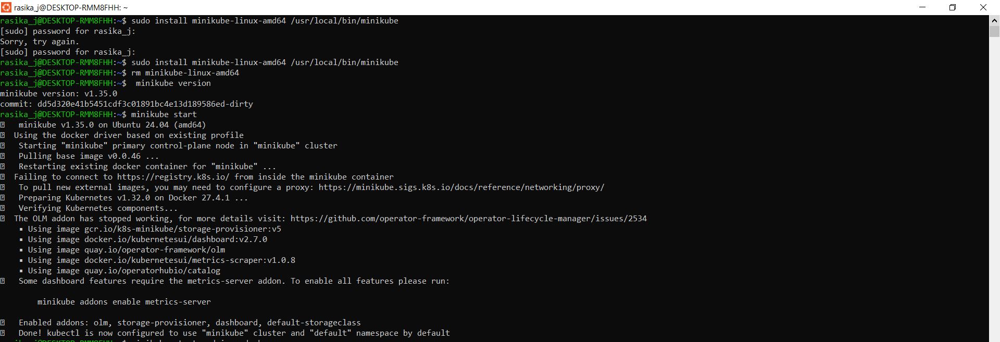 rasika_j@DESKTOP-RMM8FHH: ~
rasika_j@DESKTOP-RMM8FHH:~$ sudo install minikube-linux-amd64 /usr/local/bin/minikube
[sudo] password for rasika_j:
Sorry, try again.
[sudo] password for rasika_j:
rasika_j@DESKTOP-RMM8FHH:~$ sudo install minikube-linux-amd64 /usr/local/bin/minikube
rasika_j@DESKTOP-RMM8FHH:~$ rm minikube-linux-amd64
rasika_j@DESKTOP-RMM8FHH:~$  minikube version
minikube version: v1.35.0
commit: dd5d320e41b5451cdf3c01891bc4e13d189586ed-dirty
rasika_j@DESKTOP-RMM8FHH:~$ minikube start
minikube v1.35.0 on Ubuntu 24.04 (amd64)
Using the docker driver based on existing profile
Starting "minikube" primary control-plane node in "minikube" cluster
Pulling base image v0.0.46 ...
Restarting existing docker container for "minikube" ...
Failing to connect to https://registry.k8s.io/ from inside the minikube container
To pull new external images, you may need to configure a proxy: https://minikube.sigs.k8s.io/docs/reference/networking/proxy/
Preparing Kubernetes v1.32.0 on Docker 27.4.1 ...
Verifying Kubernetes components...
The OLM addon has stopped working, for more details visit: https://github.com/operator-framework/operator-lifecycle-manager/issues/2534
▪ Using image gcr.io/k8s-minikube/storage-provisioner:v5
▪ Using image docker.io/kubernetesui/dashboard:v2.7.0
▪ Using image quay.io/operator-framework/olm
▪ Using image docker.io/kubernetesui/metrics-scraper:v1.0.8
▪ Using image quay.io/operatorhubio/catalog
Some dashboard features require the metrics-server addon. To enable all features please run:
minikube addons enable metrics-server
Enabled addons: olm, storage-provisioner, dashboard, default-storageclass
Done! kubectl is now configured to use "minikube" cluster and "default" namespace by default
rasika_j@DESKTOP-RMM8FHH:~$